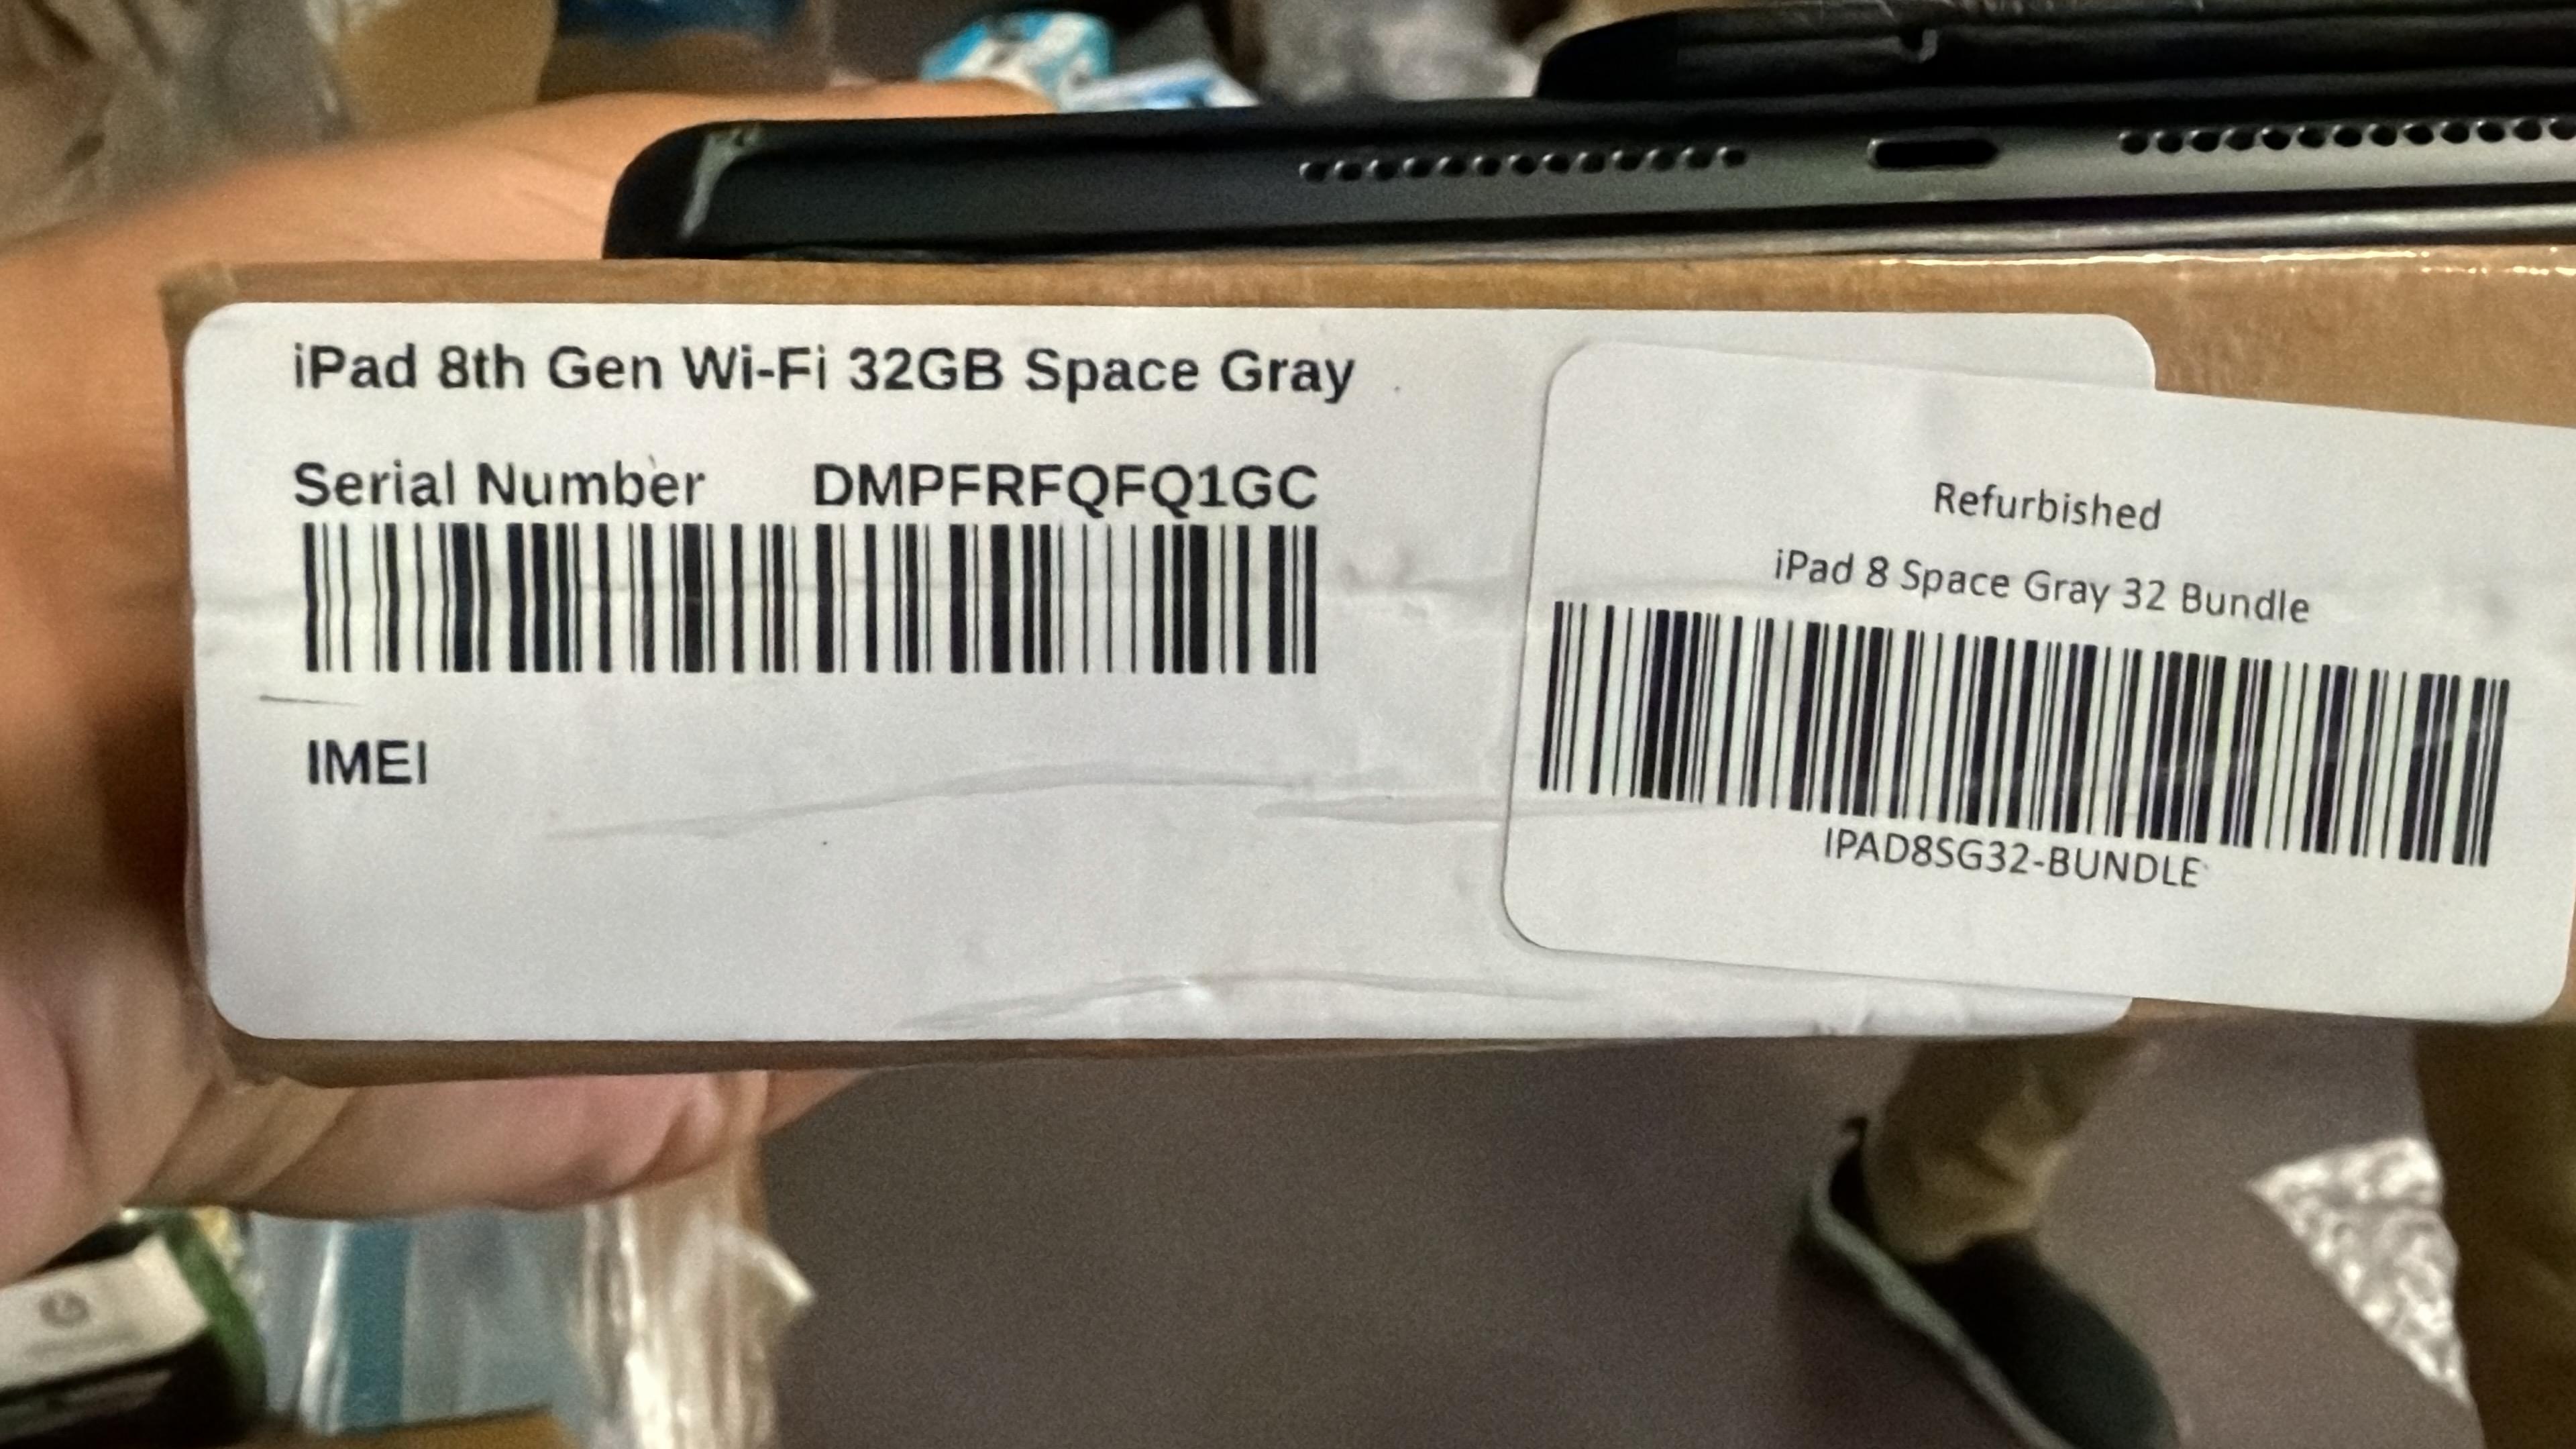 iPad 8th Gen Wi-Fi 32GB Space Gray
Serial Number DMPFRFQFQ1GC
IMEI
Refurbished
iPad 8 Space Gray 32 Bundle
IPAD8SG32-BUNDLE